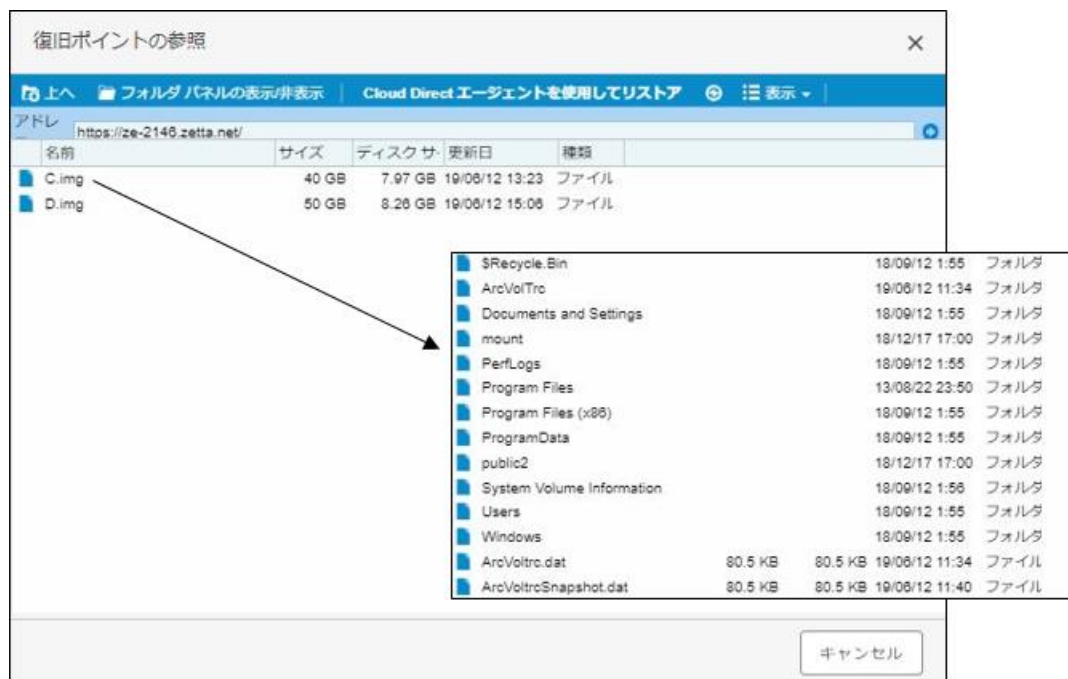 復旧ポイントの参照
上へ フォルダ パネルの表示/非表示 Cloud Direct エージェントを使用してリストア 表示
アドレ
https://ze-2146.zetta.net/
名前 サイズ ディスク サ 更新日 種類
C.img 40 GB 7.97 GB 19/06/12 13:23 ファイル
D.img 50 GB 8.26 GB 19/06/12 15:06 ファイル
$Recycle.Bin 18/09/12 1:55 フォルダ
ArcVolTrc 19/06/12 11:34 フォルダ
Documents and Settings 18/09/12 1:55 フォルダ
mount 18/12/17 17:00 フォルダ
PerfLogs 18/09/12 1:55 フォルダ
Program Files 13/08/22 23:50 フォルダ
Program Files (x86) 18/09/12 1:55 フォルダ
ProgramData 18/09/12 1:55 フォルダ
public2 18/12/17 17:00 フォルダ
System Volume Information 18/09/12 1:56 フォルダ
Users 18/09/12 1:55 フォルダ
Windows 18/09/12 1:55 フォルダ
ArcVoltrc.dat 80.5 KB 80.5 KB 19/06/12 11:34 ファイル
ArcVoltrcSnapshot.dat 80.5 KB 80.5 KB 19/06/12 11:40 ファイル
キャンセル